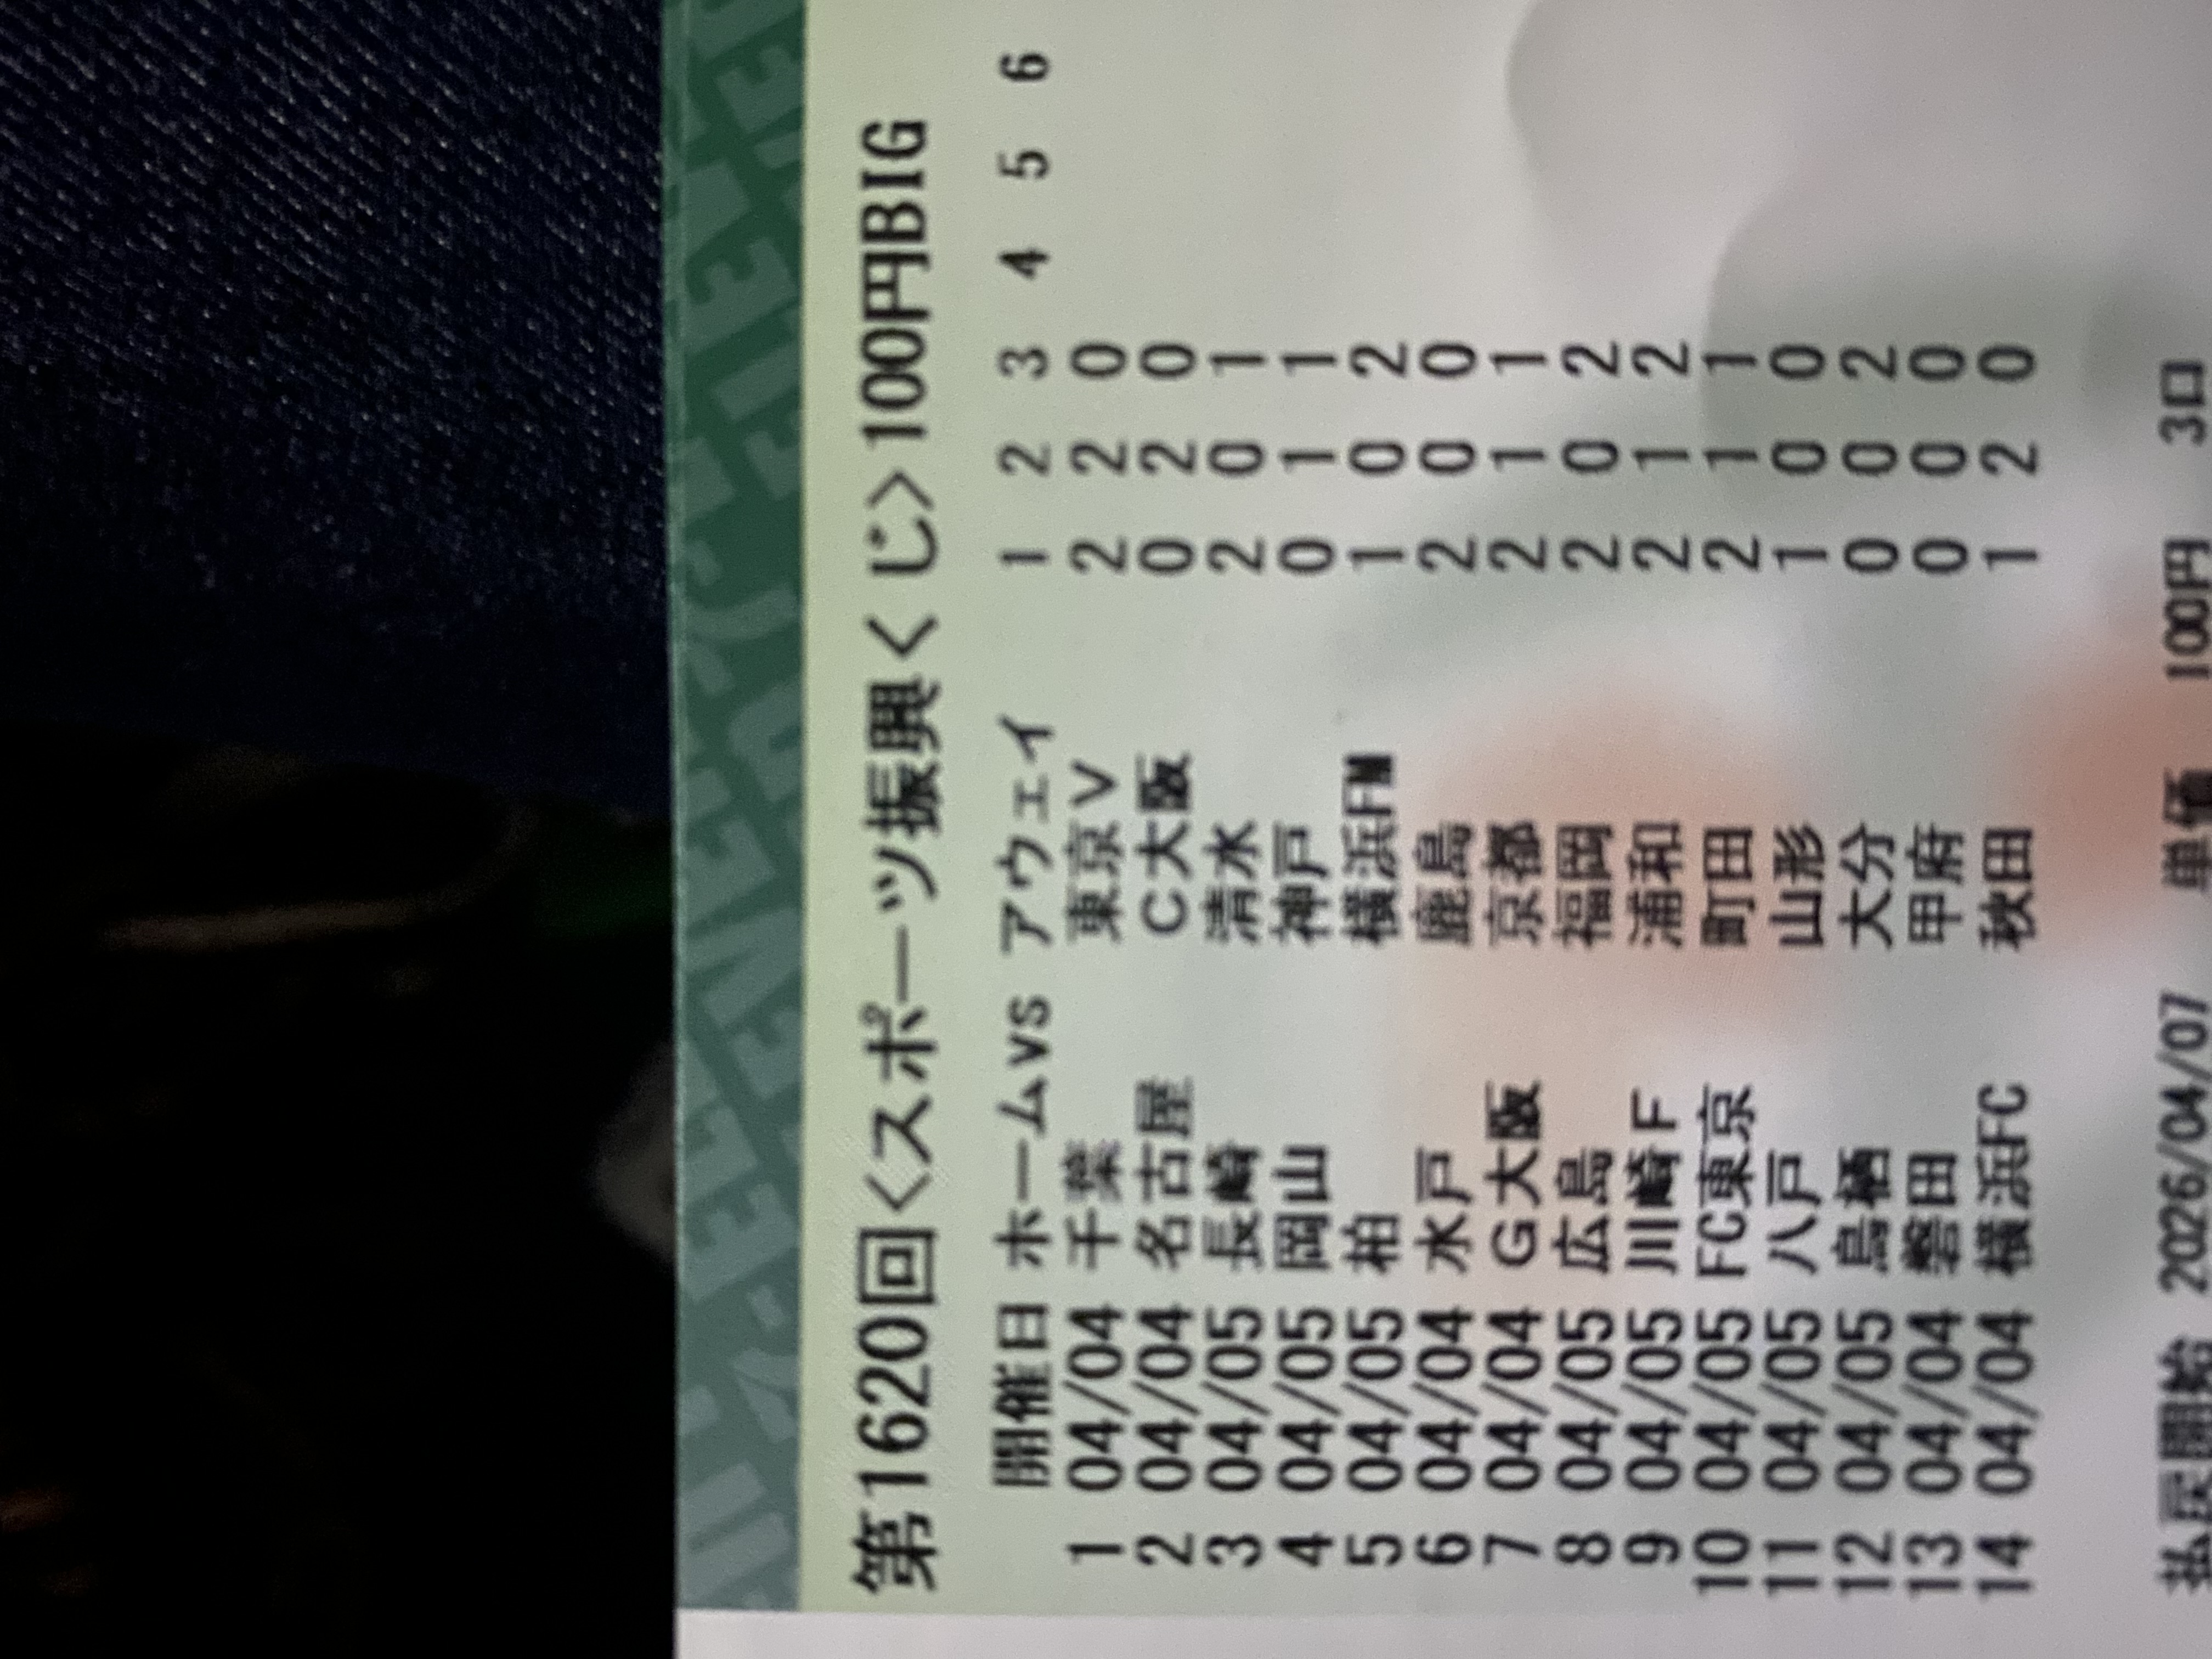 第1620回<スポーツ振興くじ>100円BIG
開催日 ホームvs アウェイ 1 2 3 4 5 6
1 04/04 千葉 東京V 2 2 0
2 04/04 名古屋 C大阪 0 2 0
3 04/05 長崎 清水 2 0 1
4 04/05 岡山 神戸 0 1 1
5 04/05 柏 横浜FM 1 0 2
6 04/04 水戸 鹿島 2 0 0
7 04/04 G大阪 京都 2 1 1
8 04/05 広島 福岡 2 0 2
9 04/05 川崎F 浦和 2 1 2
10 04/05 FC東京 町田 2 1 1
11 04/05 八戸 山形 1 0 0
12 04/05 鳥栖 大分 0 0 2
13 04/04 磐田 甲府 0 0 0
14 04/04 横浜FC 秋田 1 2 0
払戻開始 2026/04/07 単価 100円 3口